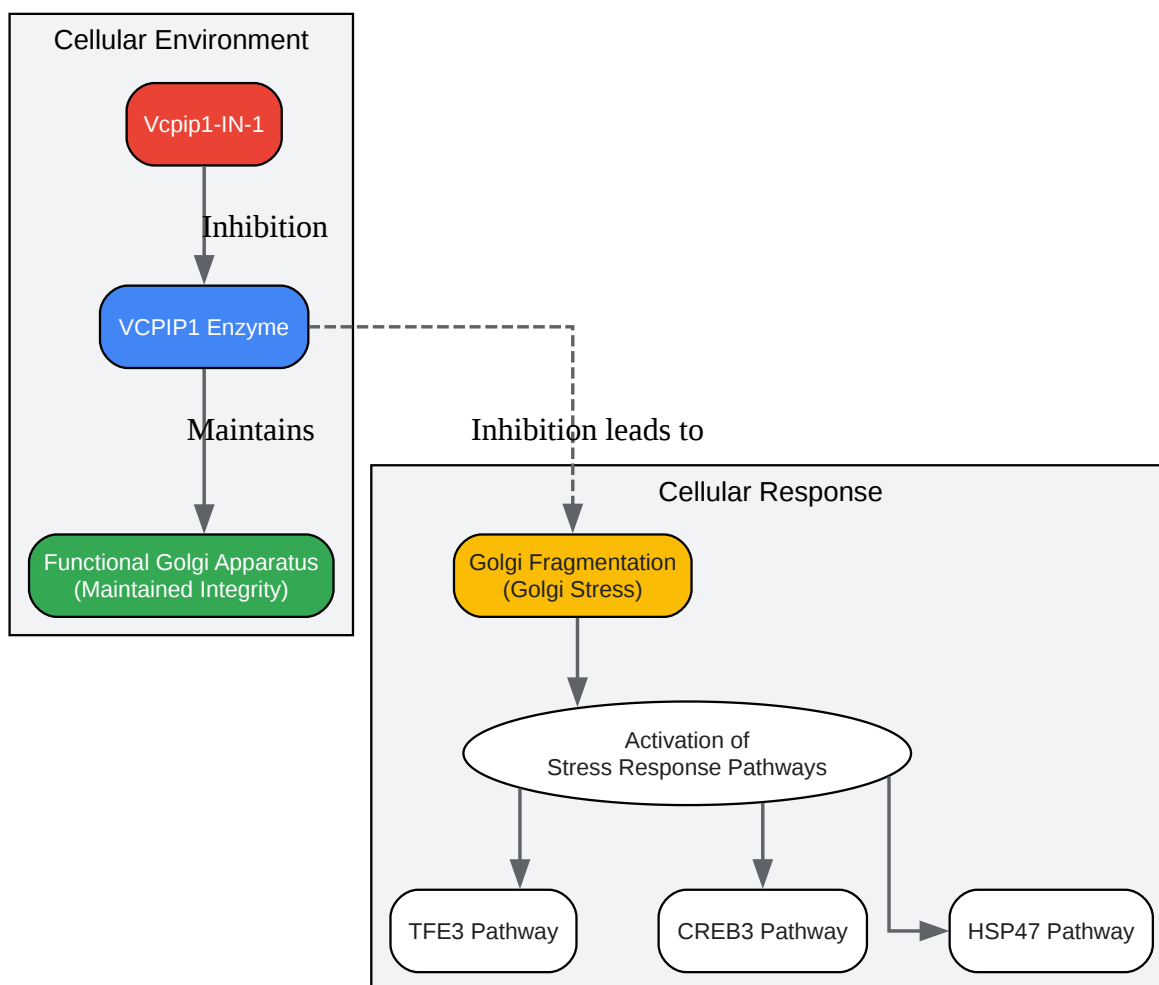 Cellular Environment
Vcpip1-IN-1
Inhibition
VCPIP1 Enzyme
Maintains
Inhibition leads to
Functional Golgi Apparatus
(Maintained Integrity)
Cellular Response
Golgi Fragmentation
(Golgi Stress)
Activation of
Stress Response Pathways
TFE3 Pathway
CREB3 Pathway
HSP47 Pathway